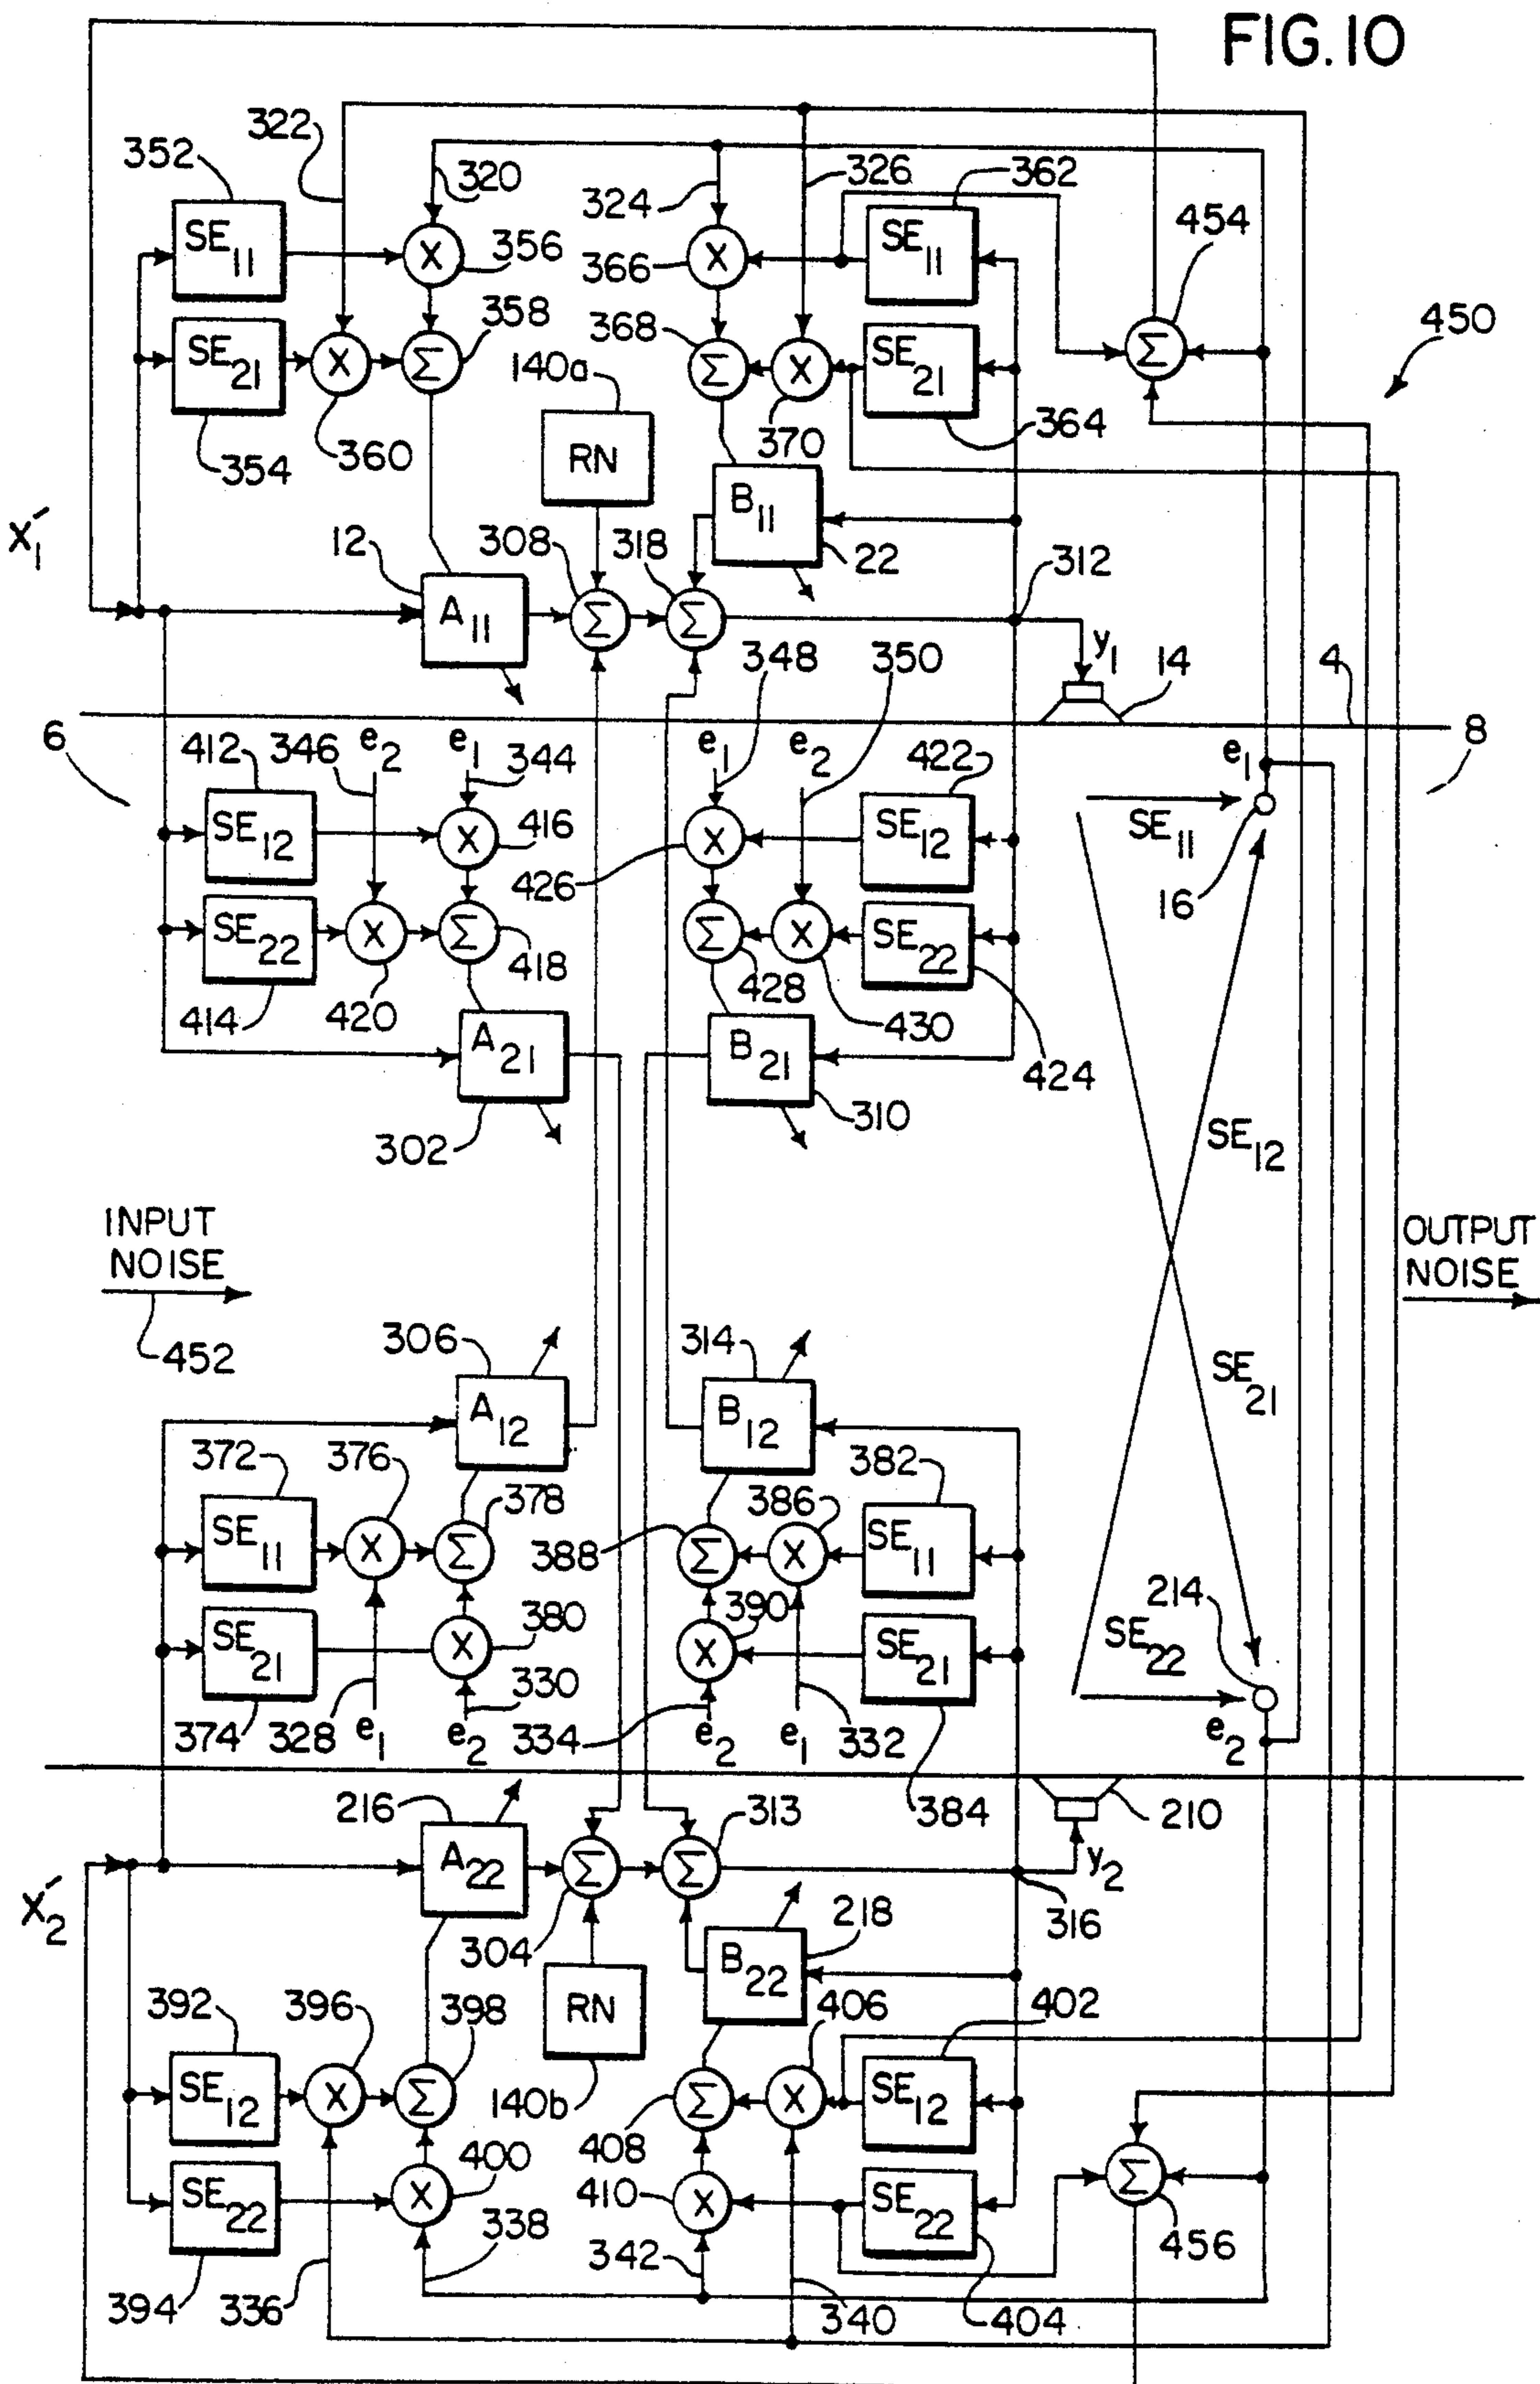 FIG. 10
322
352
320
324
326
362
454
SE11
356
366
SE11
450
SE21
358
368
SE21
354
360
140a
370
364
RN
B11
X1'
12
308
318
22
312
A11
348
350
y1
14
4
6
8
412
346
e2
e1
344
e1
e2
422
e1
SE12
416
SE12
SE11
426
16
SE22
418
428
SE22
414
420
430
A21
B21
424
302
310
SE12
INPUT
NOISE
OUTPUT
NOISE
452
306
314
SE21
A12
B12
372
376
382
378
386
SE11
388
SE11
380
390
214
SE21
SE21
SE22
330
374
328
e1
e2
334
e2
e1
332
e2
216
313
384
210
A22
y2
X2'
218
316
304
B22
392
396
398
RN
406
402
SE12
140b
SE12
400
408
SE22
410
SE22
338
342
456
394
336
340
404
X
X
Σ
Σ
X
Σ
X
Σ
Σ
Σ
X
X
X
Σ
Σ
X
X
Σ
Σ
X
X
X
Σ
Σ
X
Σ
Σ
X
X
X
Σ